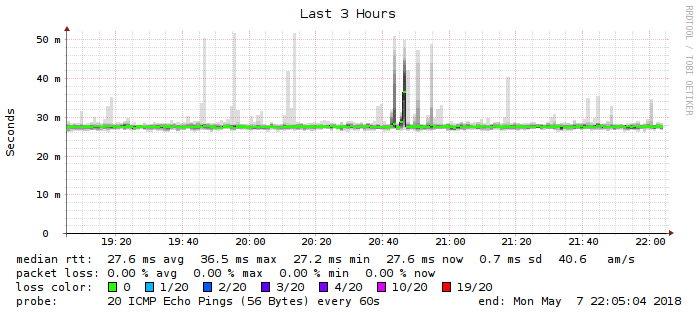 Last 3 Hours
RRDTOOL / TOBI OETIKER
Seconds
50 m
40 m
30 m
20 m
10 m
0
19:20 19:40 20:00 20:20 20:40 21:00 21:20 21:40 22:00
median rtt: 27.6 ms avg 36.5 ms max 27.2 ms min 27.6 ms now 0.7 ms sd 40.6 am/s
packet loss: 0.00 % avg 0.00 % max 0.00 % min 0.00 % now
loss color: 0 1/20 2/20 3/20 4/20 10/20 19/20
probe: 20 ICMP Echo Pings (56 Bytes) every 60s end: Mon May 7 22:05:04 2018